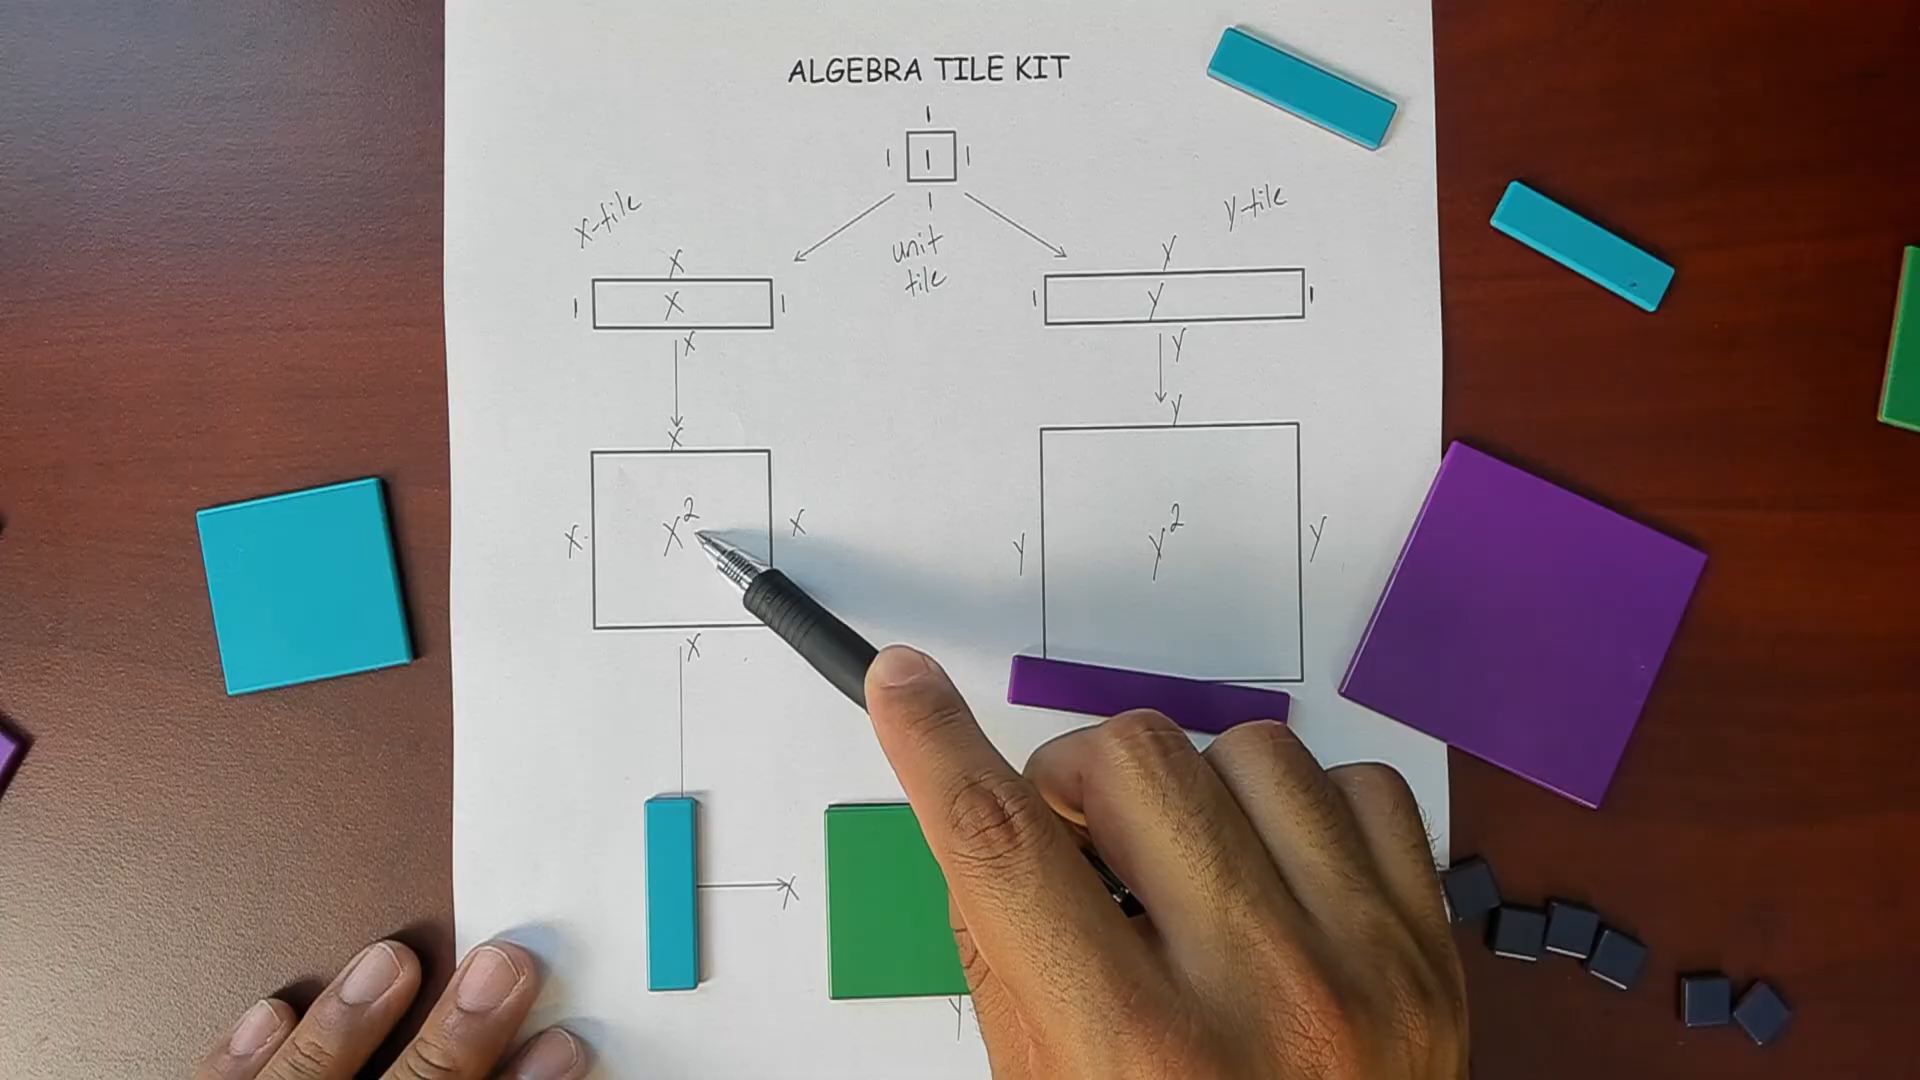 ALGEBRA TILE KIT
1
1 1 1
1
unit
tile
x-tile
x
1 x 1
x
x
x x² x
x
x
y-tile
y
1 y 1
y
y
y y² y
y